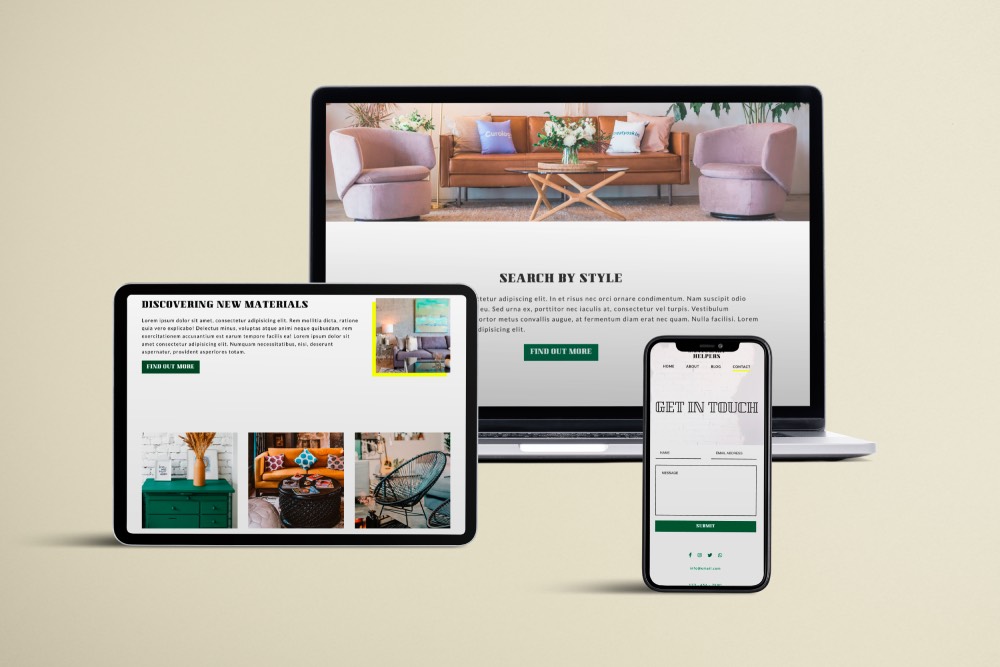 SEARCH BY STYLE
tetur adipiscing elit. In et risus nec orci ornare condimentum. Nam suscipit odio
eu. Sed urna ex, porttitor nec iaculis at, consectetur vel turpis. Vestibulum
ortor metus convallis augue, at fermentum diam erat nec quam. Nulla facilisi. Lorem
dipiscing elit.
FIND OUT MORE
DISCOVERING NEW MATERIALS
Lorem ipsum dolor sit amet, consectetur adipisicing elit. Rem mollitia dicta, ratione
quia vero explicabo! Delectus minus, voluptas atque animi neque quibusdam, rem
exercitationem accusantium est earum tempore facilis est! Lorem ipsum dolor sit
amet consectetur adipisicing elit. Numquam necessitatibus, nisi, deserunt
aspernatur, provident asperiores totam.
FIND OUT MORE
HELPERS
HOME ABOUT BLOG CONTACT
GET IN TOUCH
NAME EMAIL ADDRESS
MESSAGE
SUBMIT
info@email.com